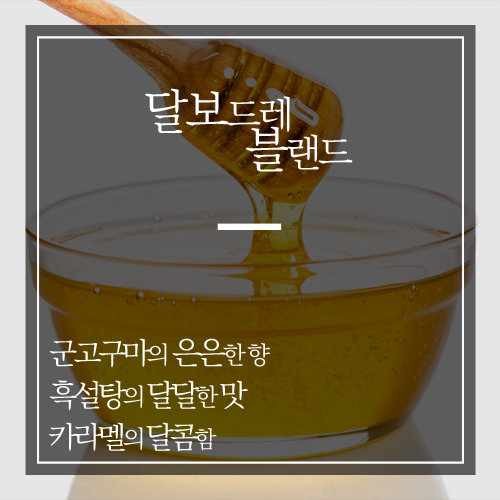 달보드레
블랜드
군고구마의 은은한 향
흑설탕의 달달한 맛
카라멜의 달콤함